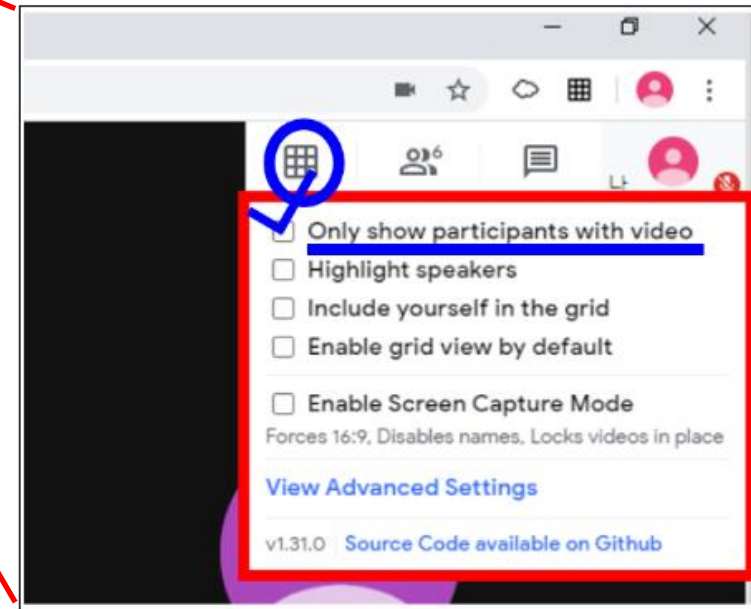 6
나
Only show participants with video
Highlight speakers
Include yourself in the grid
Enable grid view by default
Enable Screen Capture Mode
Forces 16:9, Disables names, Locks videos in place
View Advanced Settings
v1.31.0 Source Code available on Github